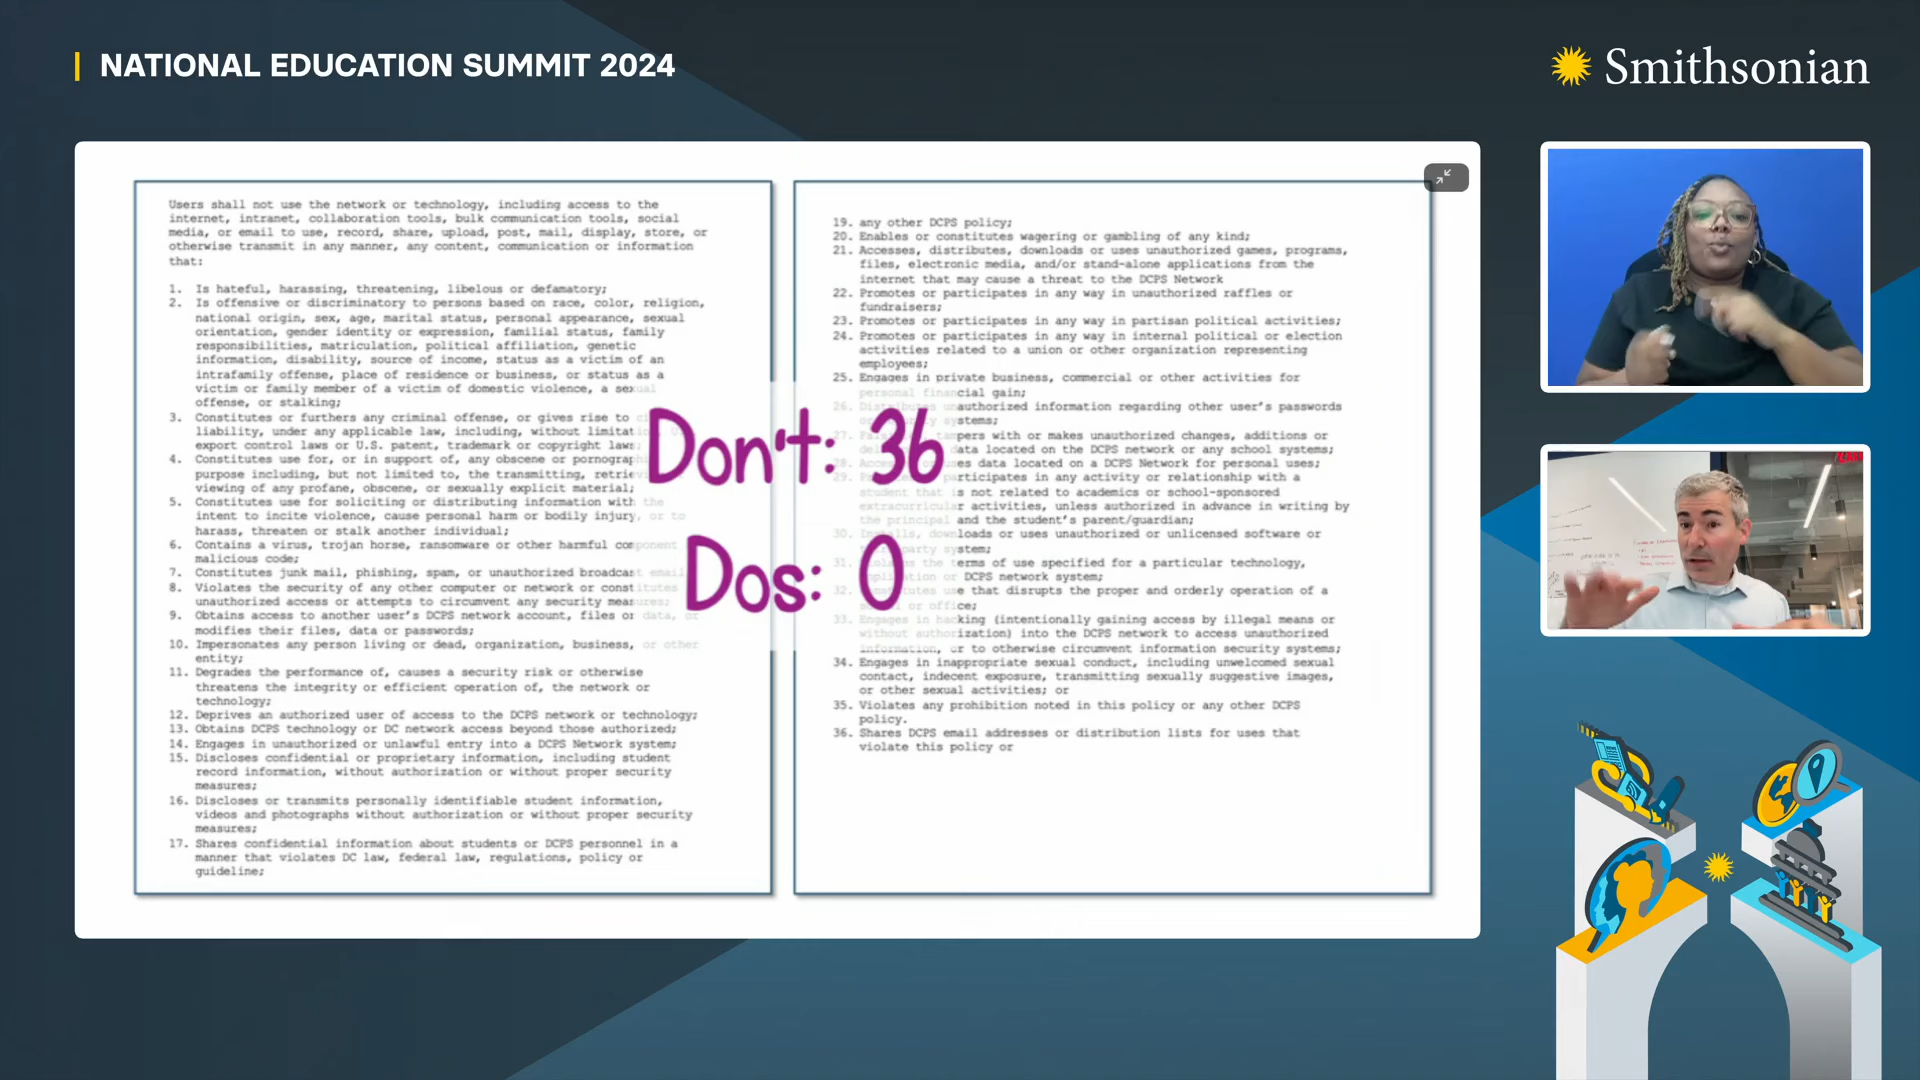 NATIONAL EDUCATION SUMMIT 2024
Smithsonian
Users shall not use the network or technology, including access to the
internet, intranet, collaboration tools, bulk communication tools, social
media, or email to use, record, share, upload, post, mail, display, store, or
otherwise transmit in any manner, any content, communication or information
that:
1. Is hateful, harassing, threatening, libelous or defamatory;
2. Is offensive or discriminatory to persons based on race, color, religion,
national origin, sex, age, marital status, personal appearance, sexual
orientation, gender identity or expression, familial status, family
responsibilities, matriculation, political affiliation, genetic
information, disability, source of income, status as a victim of an
intrafamily offense, place of residence or business, or status as a
victim or family member of a victim of domestic violence, a sexual
offense, or stalking;
3. Constitutes or furthers any criminal offense, or gives rise to
liability, under any applicable law, including, without limitation
export control laws or U.S. patent, trademark or copyright laws
4. Constitutes use for, or in support of, any obscene or pornographic
purpose including, but not limited to, the transmitting, retrieving
viewing of any profane, obscene, or sexually explicit material;
5. Constitutes use for soliciting or distributing information with the
intent to incite violence, cause personal harm or bodily injury, or to
harass, threaten or stalk another individual;
6. Contains a virus, trojan horse, ransomware or other harmful component
malicious code;
7. Constitutes junk mail, phishing, spam, or unauthorized broadcast email
8. Violates the security of any other computer or network or constitutes
unauthorized access or attempts to circumvent any security measures;
9. Obtains access to another user's DCPS network account, files or data, or
modifies their files, data or passwords;
10. Impersonates any person living or dead, organization, business, or other
entity;
11. Degrades the performance of, causes a security risk or otherwise
threatens the integrity or efficient operation of, the network or
technology;
12. Deprives an authorized user of access to the DCPS network or technology;
13. Obtains DCPS technology or DC network access beyond those authorized;
14. Engages in unauthorized or unlawful entry into a DCPS Network system;
15. Discloses confidential or proprietary information, including student
record information, without authorization or without proper security
measures;
16. Discloses or transmits personally identifiable student information,
videos and photographs without authorization or without proper security
measures;
17. Shares confidential information about students or DCPS personnel in a
manner that violates DC law, federal law, regulations, policy or
guideline;
19. any other DCPS policy;
20. Enables or constitutes wagering or gambling of any kind;
21. Accesses, distributes, downloads or uses unauthorized games, programs,
files, electronic media, and/or stand-alone applications from the
internet that may cause a threat to the DCPS Network
22. Promotes or participates in any way in unauthorized raffles or
fundraisers;
23. Promotes or participates in any way in partisan political activities;
24. Promotes or participates in any way in internal political or election
activities related to a union or other organization representing
employees;
25. Engages in private business, commercial or other activities for
personal financial gain;
26. Distributes unauthorized information regarding other user's passwords
systems;
27. tampers with or makes unauthorized changes, additions or
data located on the DCPS network or any school systems;
28. uses data located on a DCPS Network for personal uses;
29. participates in any activity or relationship with a
student that is not related to academics or school-sponsored
extracurricular activities, unless authorized in advance in writing by
the principal and the student's parent/guardian;
30. Installs, downloads or uses unauthorized or unlicensed software or
party system;
31. the terms of use specified for a particular technology,
application or DCPS network system;
32. Constitutes use that disrupts the proper and orderly operation of a
school or office;
33. Engages in hacking (intentionally gaining access by illegal means or
without authorization) into the DCPS network to access unauthorized
information, or to otherwise circumvent information security systems;
34. Engages in inappropriate sexual conduct, including unwelcomed sexual
contact, indecent exposure, transmitting sexually suggestive images,
or other sexual activities; or
35. Violates any prohibition noted in this policy or any other DCPS
policy.
36. Shares DCPS email addresses or distribution lists for uses that
violate this policy or
Don't: 36
Dos: 0